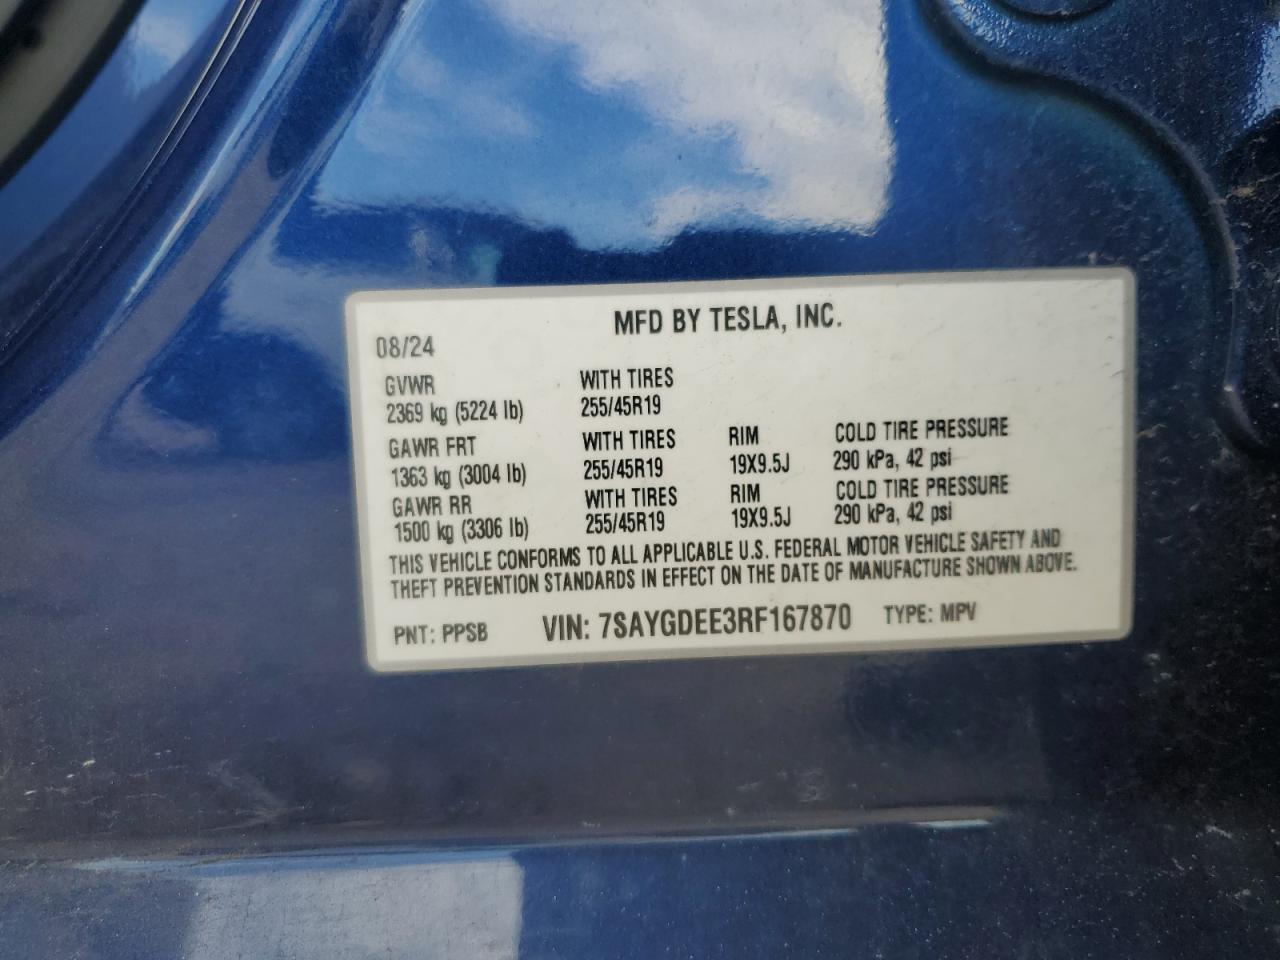 MFD BY TESLA, INC.
08/24
GVWR WITH TIRES
2369 kg (5224 lb) 255/45R19
GAWR FRT WITH TIRES RIM COLD TIRE PRESSURE
1363 kg (3004 lb) 255/45R19 19X9.5J 290 kPa, 42 psi
GAWR RR WITH TIRES RIM COLD TIRE PRESSURE
1500 kg (3306 lb) 255/45R19 19X9.5J 290 kPa, 42 psi
THIS VEHICLE CONFORMS TO ALL APPLICABLE U.S. FEDERAL MOTOR VEHICLE SAFETY AND
THEFT PREVENTION STANDARDS IN EFFECT ON THE DATE OF MANUFACTURE SHOWN ABOVE.
PNT: PPSB VIN: 7SAYGDEE3RF167870 TYPE: MPV